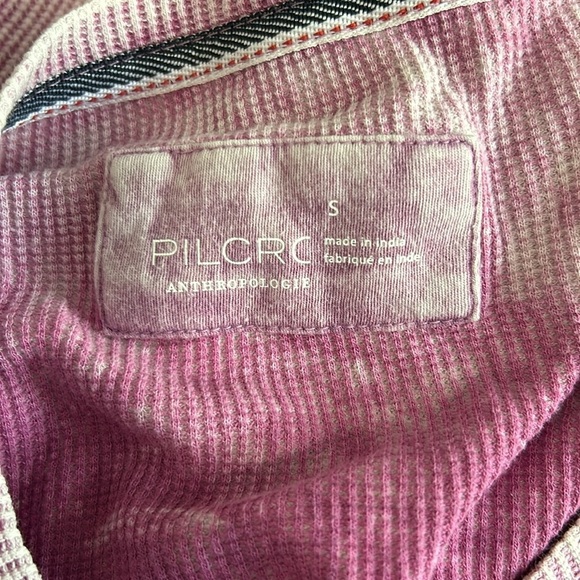 S
PILCRO
made in india
fabriqué en inde
ANTHROPOLOGIE